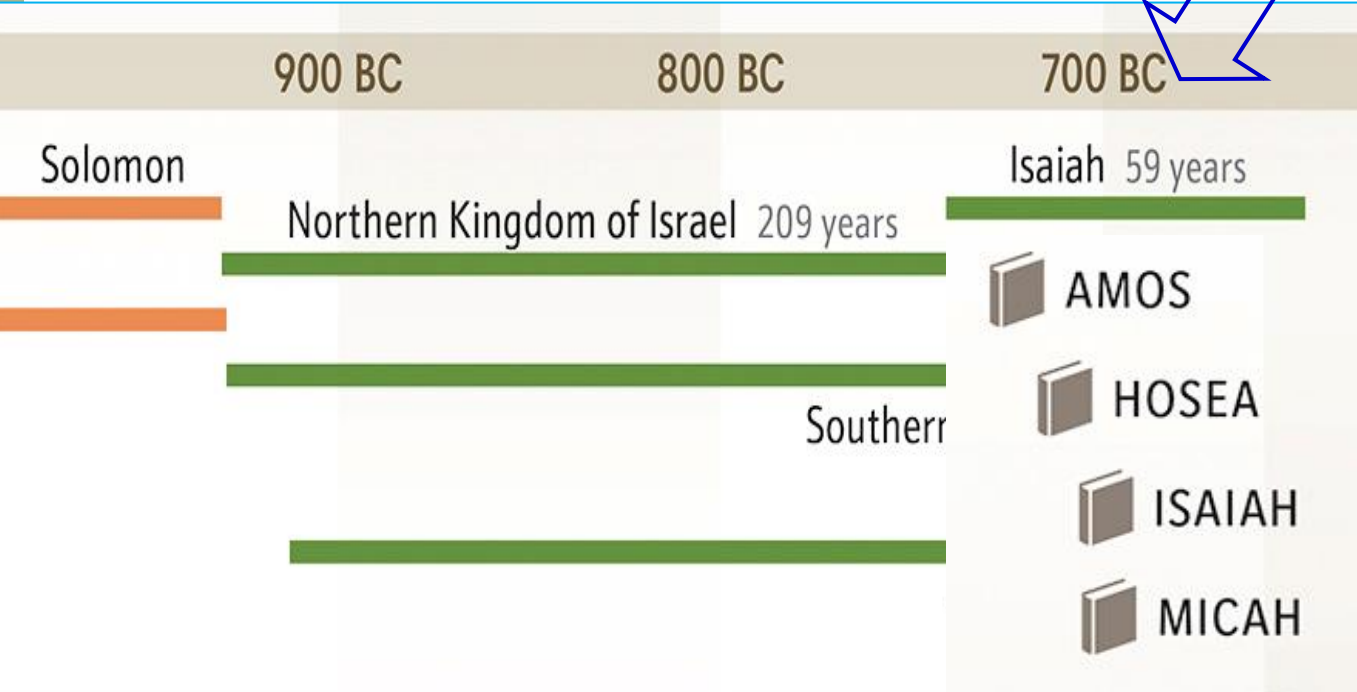 900 BC 800 BC 700 BC
Solomon
Isaiah 59 years
Northern Kingdom of Israel 209 years
AMOS
HOSEA
Southern
ISAIAH
MICAH